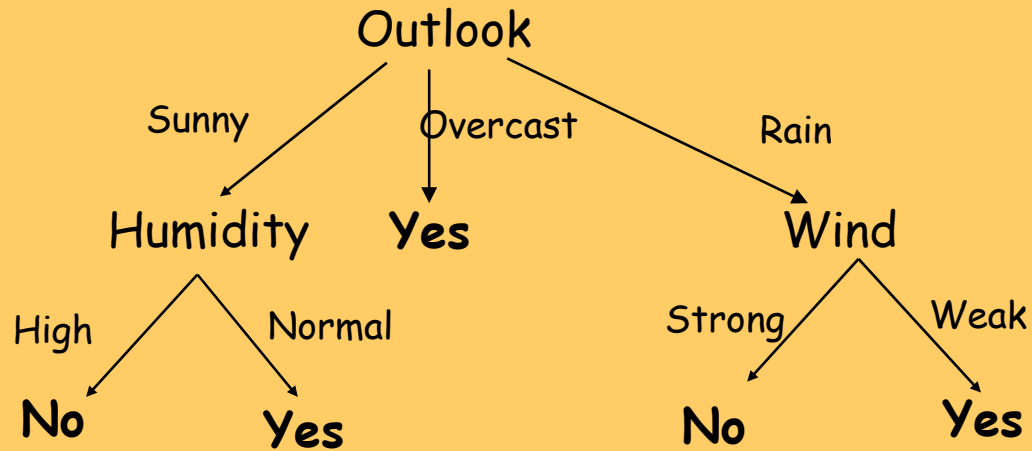 Outlook
Sunny
Overcast
Rain
Humidity
Yes
Wind
High
Normal
Strong
Weak
No
Yes
No
Yes